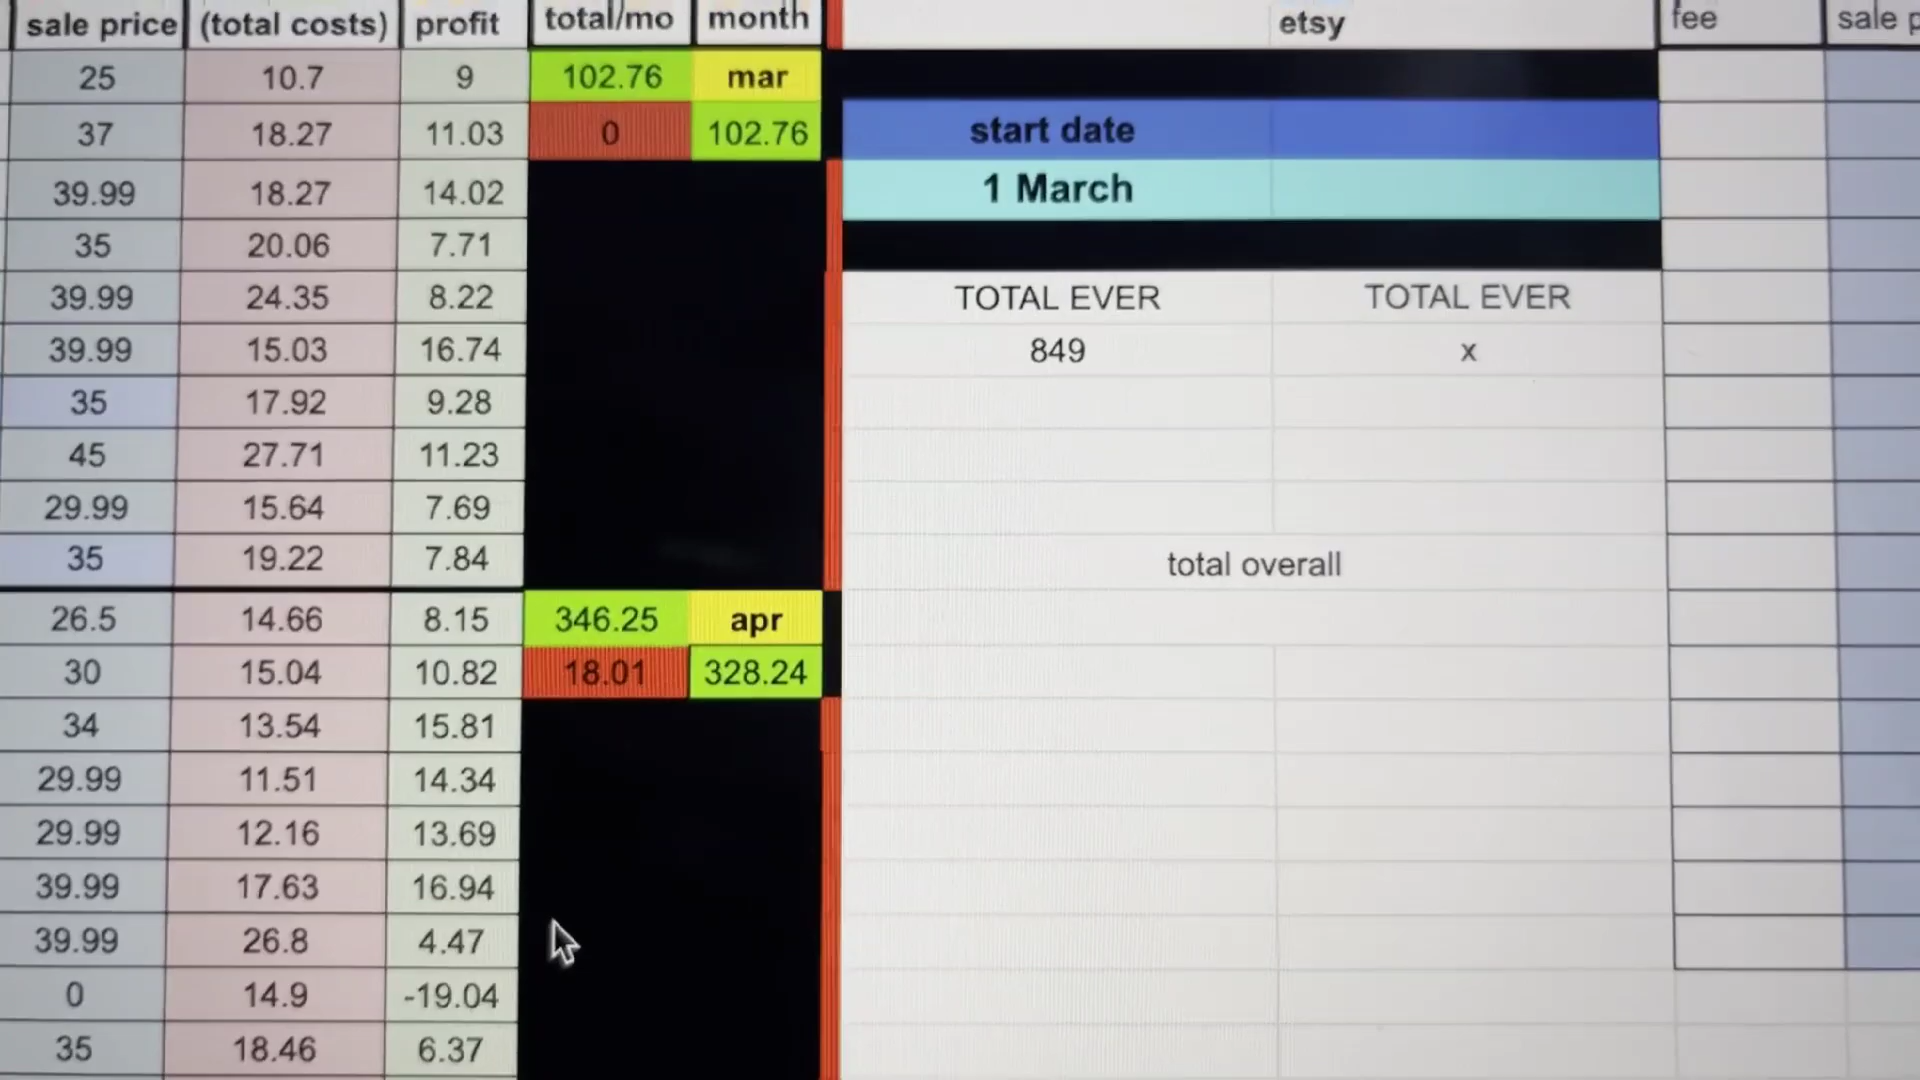 sale price (total costs) profit total/mo month etsy fee sale p
25 10.7 9 102.76 mar
37 18.27 11.03 0 102.76 start date
39.99 18.27 14.02 1 March
35 20.06 7.71
39.99 24.35 8.22 TOTAL EVER TOTAL EVER
39.99 15.03 16.74 849 x
35 17.92 9.28
45 27.71 11.23
29.99 15.64 7.69
35 19.22 7.84 total overall
26.5 14.66 8.15 346.25 apr
30 15.04 10.82 18.01 328.24
34 13.54 15.81
29.99 11.51 14.34
29.99 12.16 13.69
39.99 17.63 16.94
39.99 26.8 4.47
0 14.9 -19.04
35 18.46 6.37